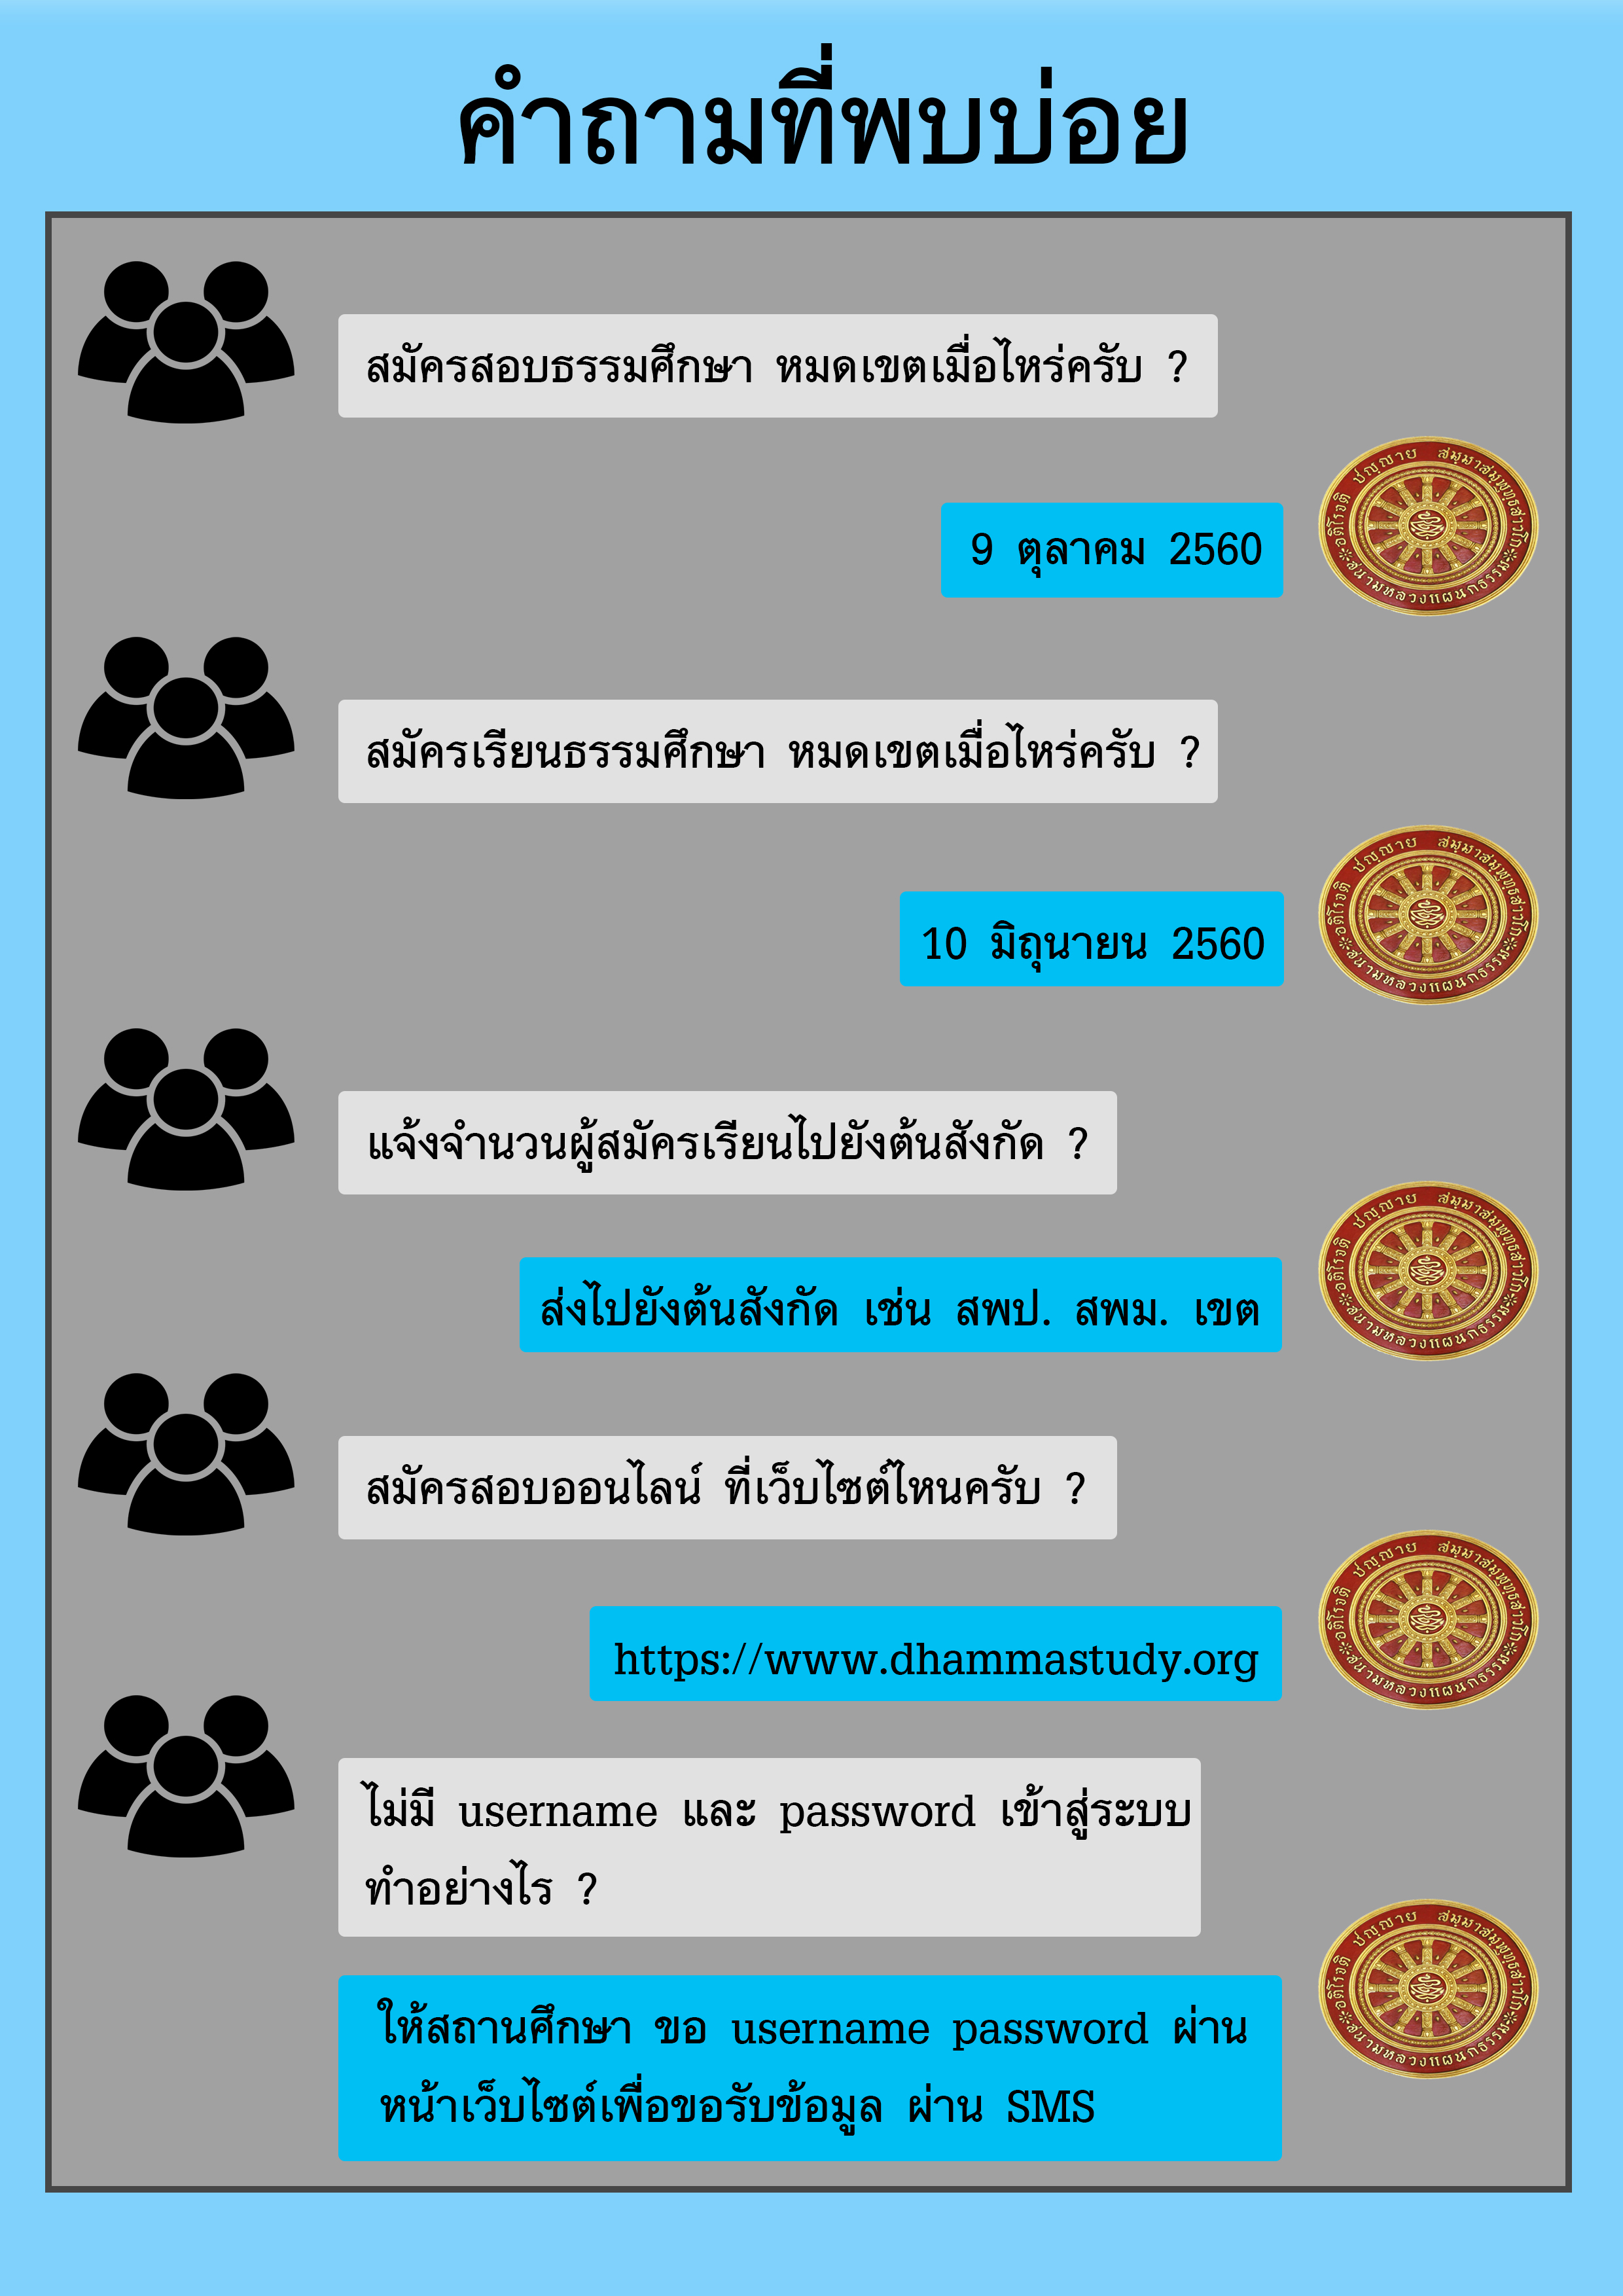 คำถามที่พบบ่อย
สมัครสอบธรรมศึกษา หมดเขตเมื่อไหร่ครับ ?
9 ตุลาคม 2560
สมัครเรียนธรรมศึกษา หมดเขตเมื่อไหร่ครับ ?
10 มิถุนายน 2560
แจ้งจำนวนผู้สมัครเรียนไปยังต้นสังกัด ?
ส่งไปยังต้นสังกัด เช่น สพป. สพม. เขต
สมัครสอบออนไลน์ ที่เว็บไซต์ไหนครับ ?
https://www.dhammastudy.org
ไม่มี username และ password เข้าสู่ระบบ
ทำอย่างไร ?
ให้สถานศึกษา ขอ username password ผ่าน
หน้าเว็บไซต์เพื่อขอรับข้อมูล ผ่าน SMS